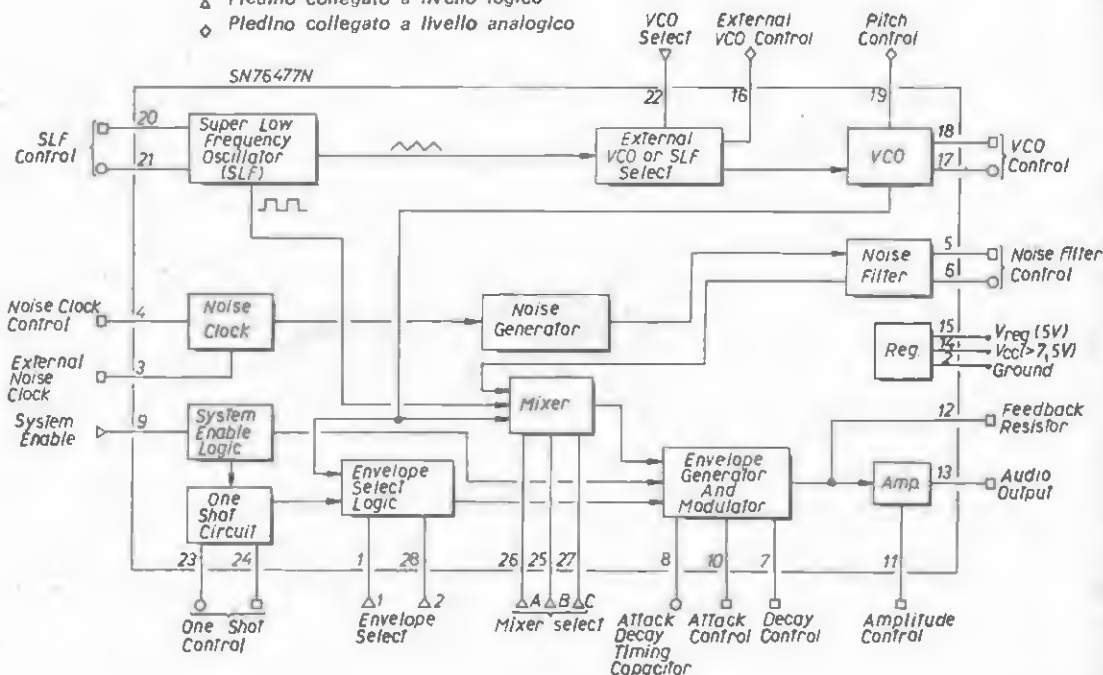 Piedino collegato a livello logico
Piedino collegato a livello analogico
VCO
Select
External
VCO Control
Pitch
Control
SN76477N
22
16
19
20
21
SLF
Control
Super Low
Frequency
Oscillator
(SLF)
External
VCO or SLF
Select
VCO
18
17
VCO
Control
Noise Clock
Control
4
Noise
Clock
Noise
Generator
Noise
Filter
5
6
Noise Filter
Control
External
Noise
Clock
3
Reg.
15
14
2
Vreg (5V)
Vcc(>7,5V)
Ground
System
Enable
9
System
Enable
Logic
Mixer
12
Feedback
Resistor
One
Shot
Circuit
Envelope
Select
Logic
Envelope
Generator
And
Modulator
Amp.
13
Audio
Output
23
24
1
28
26
25
27
8
10
7
11
1
2
A
B
C
One Shot
Control
Envelope
Select
Mixer select
Attack
Decay
Timing
Capacitor
Attack
Control
Decay
Control
Amplitude
Control